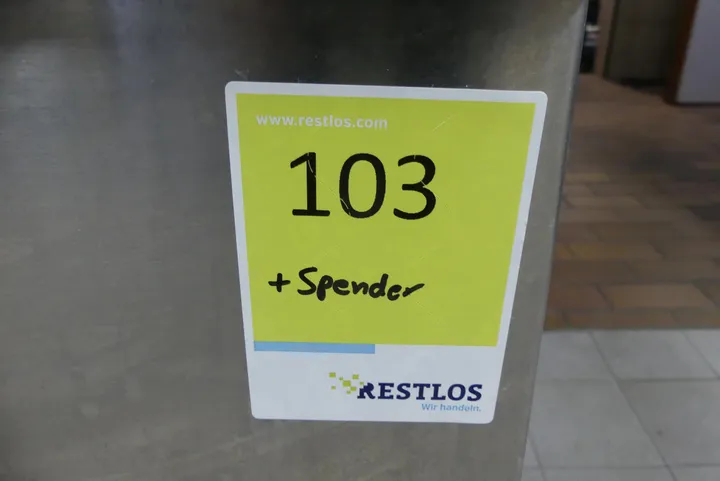 www.restlos.com
103
+ Spender
RESTLOS
Wir handeln.